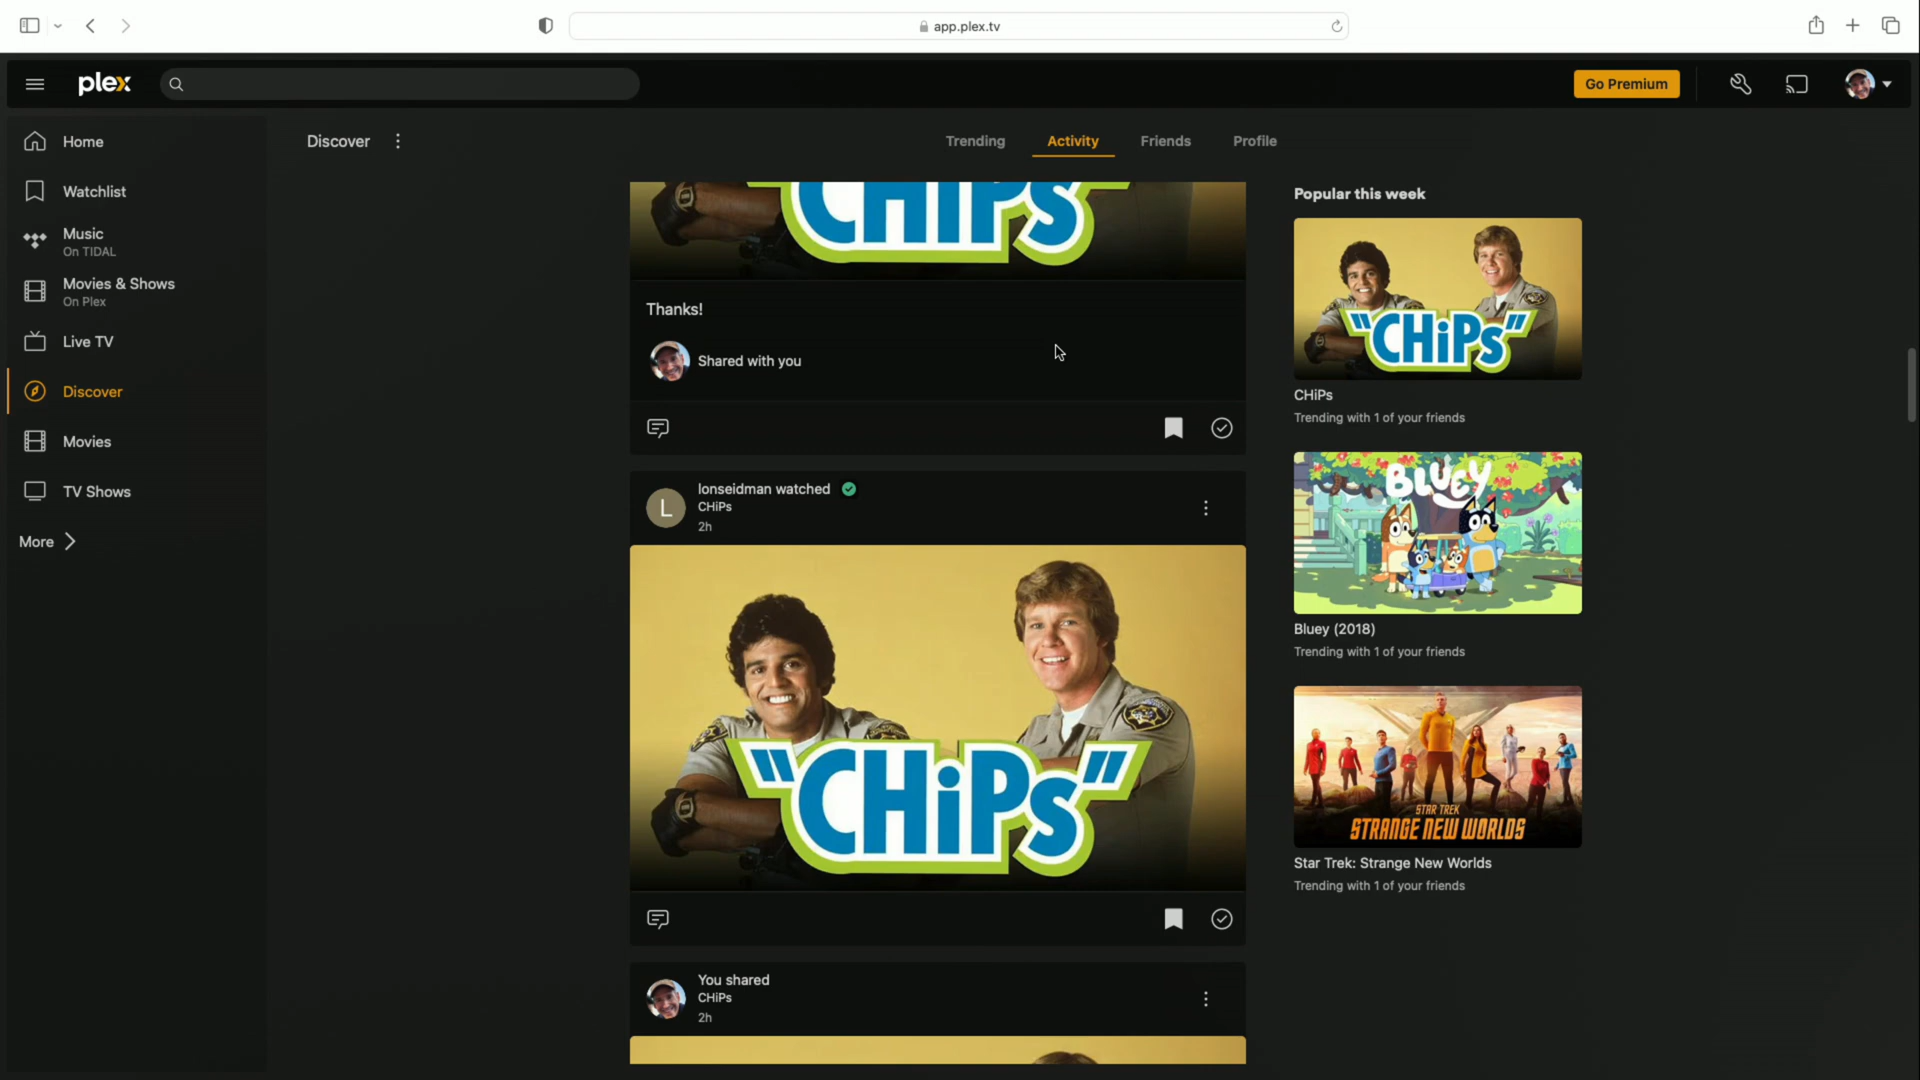 app.plex.tv
plex
Go Premium
Home
Watchlist
Music
On TIDAL
Movies & Shows
On Plex
Live TV
Discover
Movies
TV Shows
More
Discover
Trending
Activity
Friends
Profile
"CHiPs"
Thanks!
Shared with you
L
lonseidman watched
CHiPs
2h
"CHiPs"
You shared
CHiPs
2h
Popular this week
"CHiPs"
CHiPs
Trending with 1 of your friends
BLUEY
Bluey (2018)
Trending with 1 of your friends
STAR TREK
STRANGE NEW WORLDS
Star Trek: Strange New Worlds
Trending with 1 of your friends